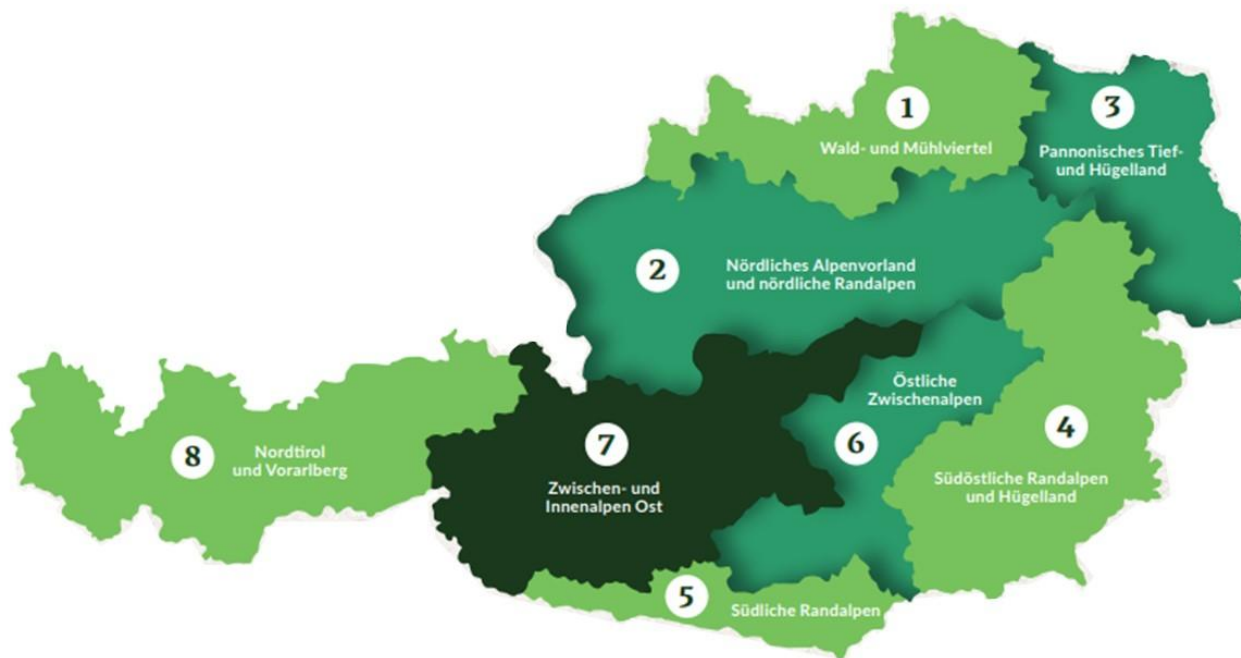 1
Wald- und Mühlviertel
3
Pannonisches Tief-
und Hügelland
2
Nördliches Alpenvorland
und nördliche Randalpen
Östliche
Zwischenalpen
6
4
Südöstliche Randalpen
und Hügelland
7
Zwischen- und
Innenalpen Ost
8
Nordtirol
und Vorarlberg
5
Südliche Randalpen